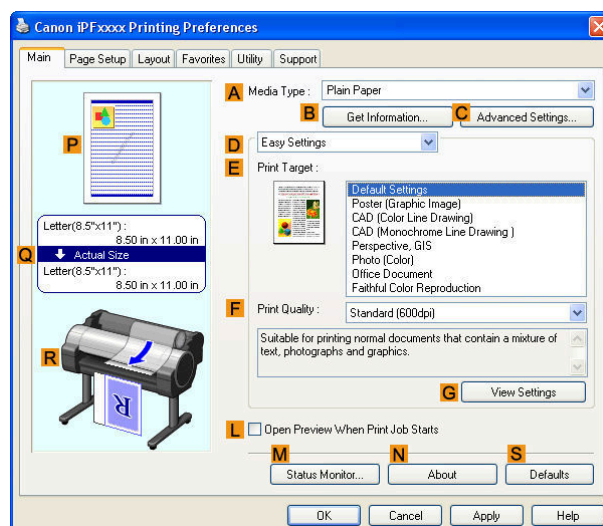 Canon iPFxxxx Printing Preferences
Main Page Setup Layout Favorites Utility Support
A Media Type : Plain Paper
B Get Information... C Advanced Settings...
P
D Easy Settings
E Print Target :
Default Settings
Poster (Graphic Image)
CAD (Color Line Drawing)
CAD (Monochrome Line Drawing )
Perspective, GIS
Photo (Color)
Office Document
Faithful Color Reproduction
Letter(8.5"x11") :
8.50 in x 11.00 in
Q Actual Size
Letter(8.5"x11") :
8.50 in x 11.00 in
F Print Quality : Standard (600dpi)
Suitable for printing normal documents that contain a mixture of
text, photographs and graphics.
R
R
G View Settings
L Open Preview When Print Job Starts
M N S
Status Monitor... About Defaults
OK Cancel Apply Help